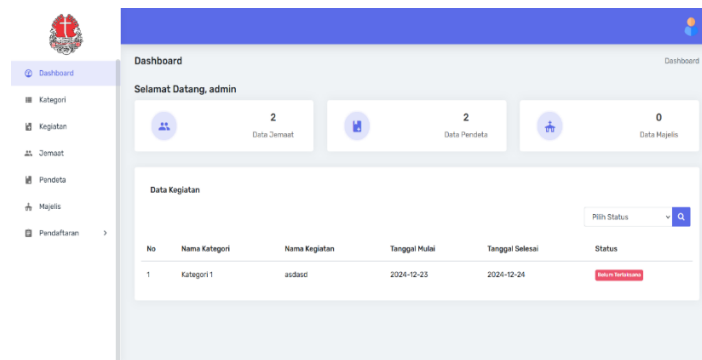 Dashboard
Kategori
Kegiatan
Jemaat
Pendeta
Majelis
Pendaftaran
Dashboard
Dashboard
Selamat Datang, admin
2
Data Jemaat
2
Data Pendeta
0
Data Majelis
Data Kegiatan
Pilih Status
No Nama Kategori Nama Kegiatan Tanggal Mulai Tanggal Selesai Status
1 Kategori 1 asdasd 2024-12-23 2024-12-24 Belum Terlaksana